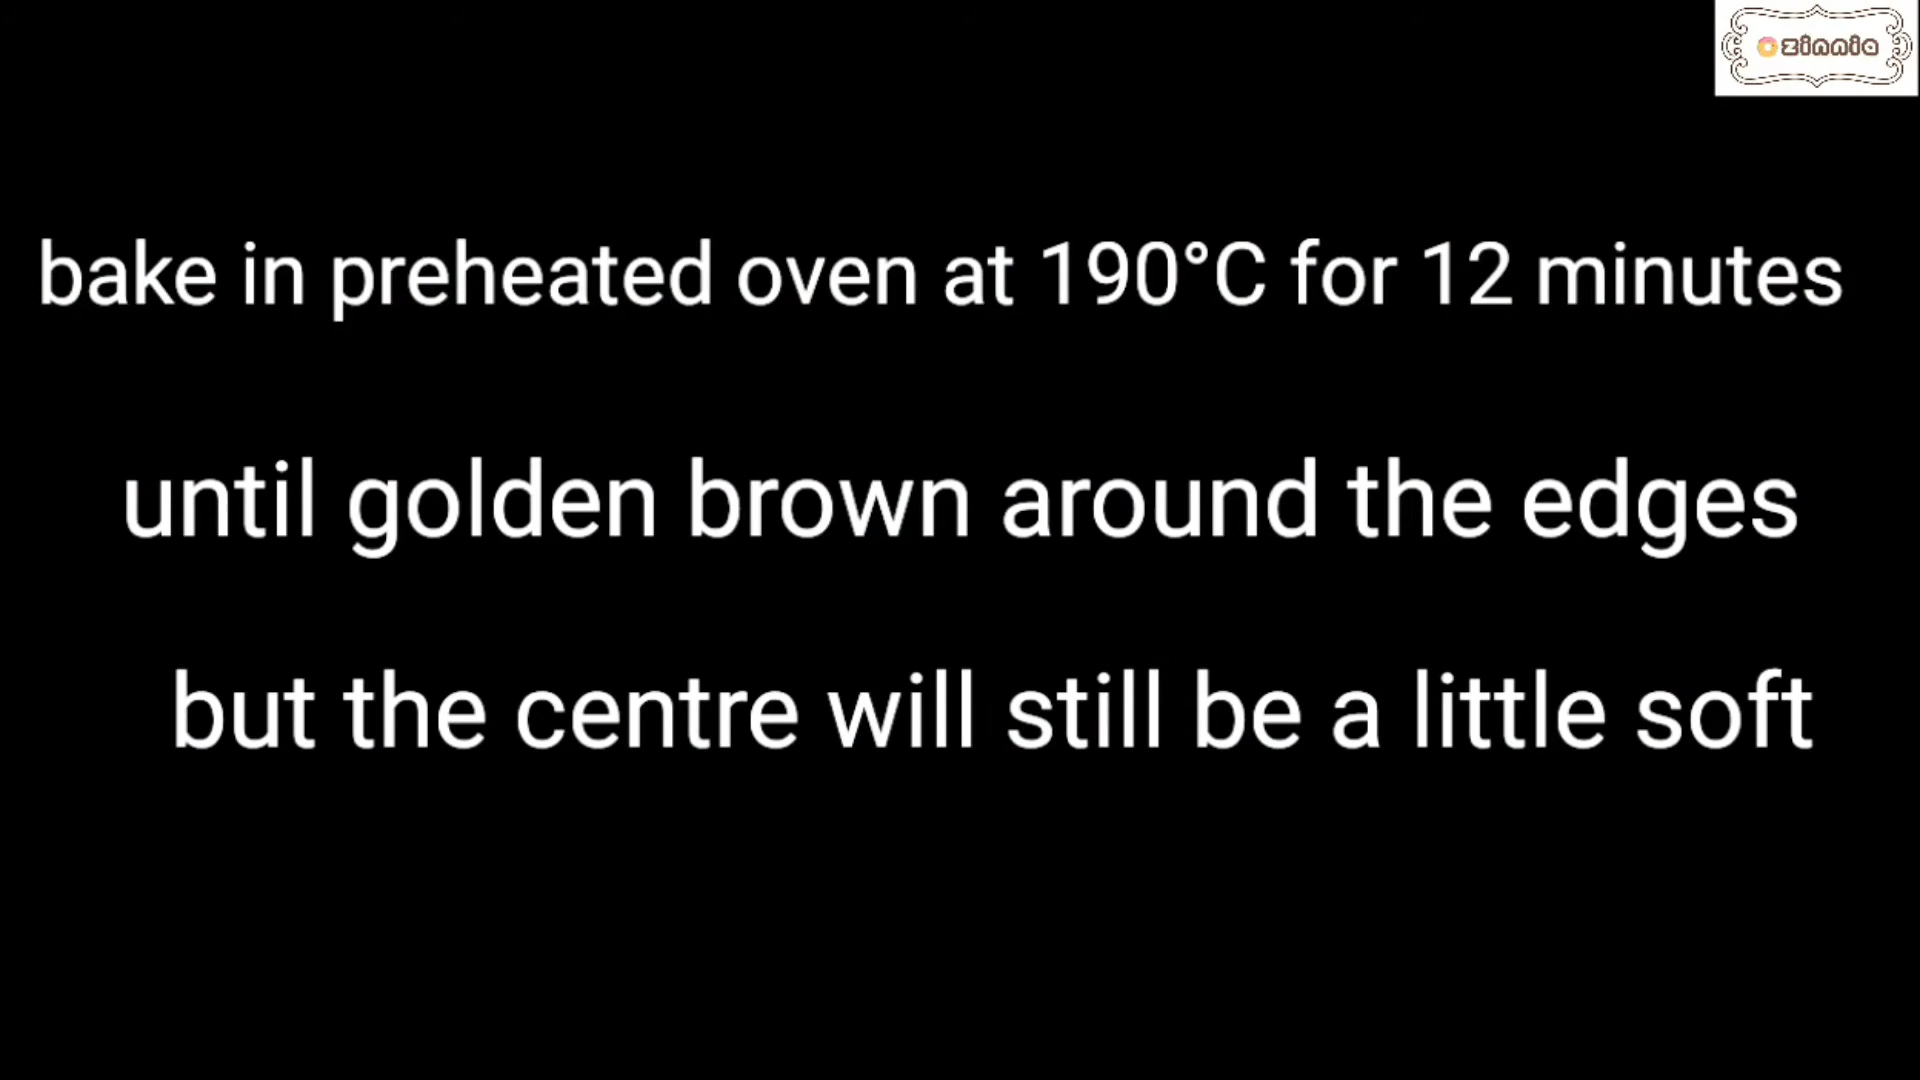 zinnia
bake in preheated oven at 190°C for 12 minutes
until golden brown around the edges
but the centre will still be a little soft